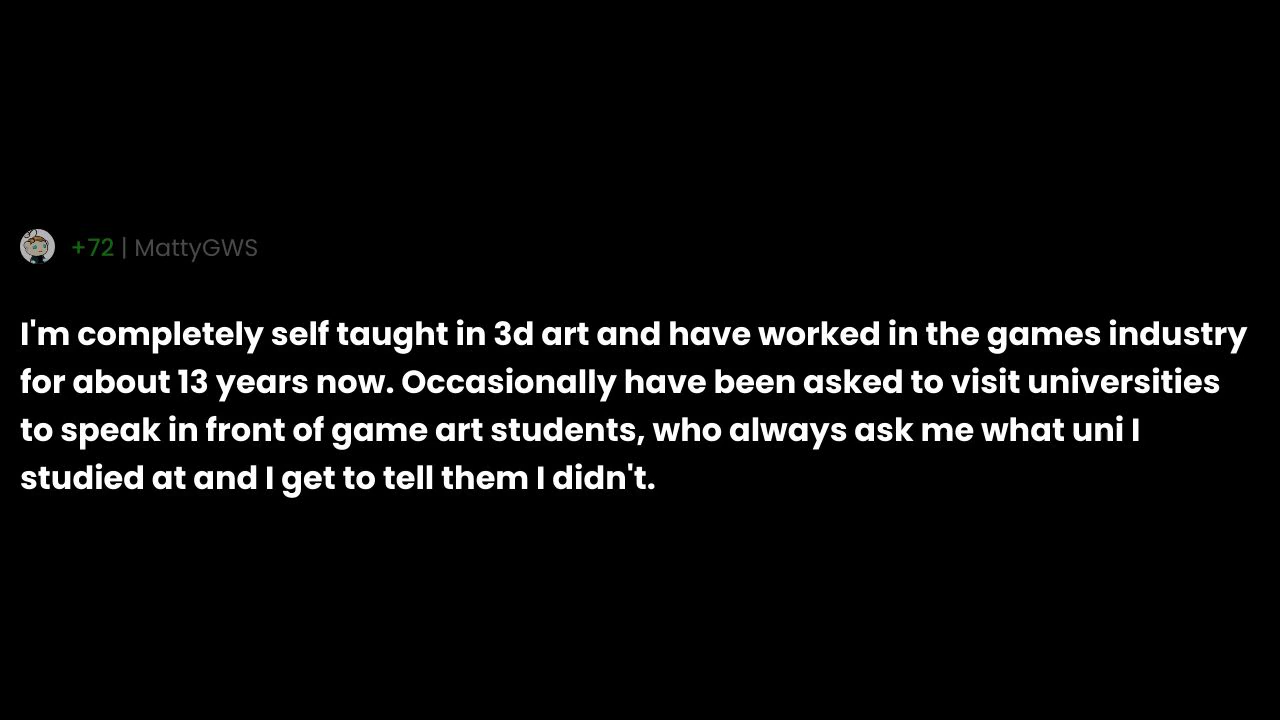 +72 | MattyGWS
I'm completely self taught in 3d art and have worked in the games industry
for about 13 years now. Occasionally have been asked to visit universities
to speak in front of game art students, who always ask me what uni I
studied at and I get to tell them I didn't.